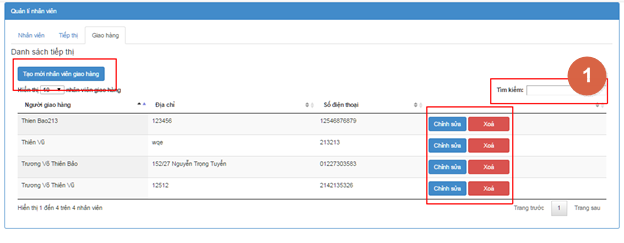 Quản lí nhân viên
Nhân viên Tiếp thị Giao hàng
Danh sách tiếp thị
Tạo mới nhân viên giao hàng
Hiển thị 10 nhân viên giao hàng Tìm kiếm:
1
Người giao hàng Địa chỉ Số điện thoại
Thien Bao213 123456 12546876879 Chỉnh sửa Xoá
Thiên Vũ wqe 213213 Chỉnh sửa Xoá
Trương Võ Thiên Bảo 152/27 Nguyễn Trọng Tuyển 01227303583 Chỉnh sửa Xoá
Trương Võ Thiên Vũ 12512 2142135326 Chỉnh sửa Xoá
Hiển thị 1 đến 4 trên 4 nhân viên Trang trước 1 Trang sau